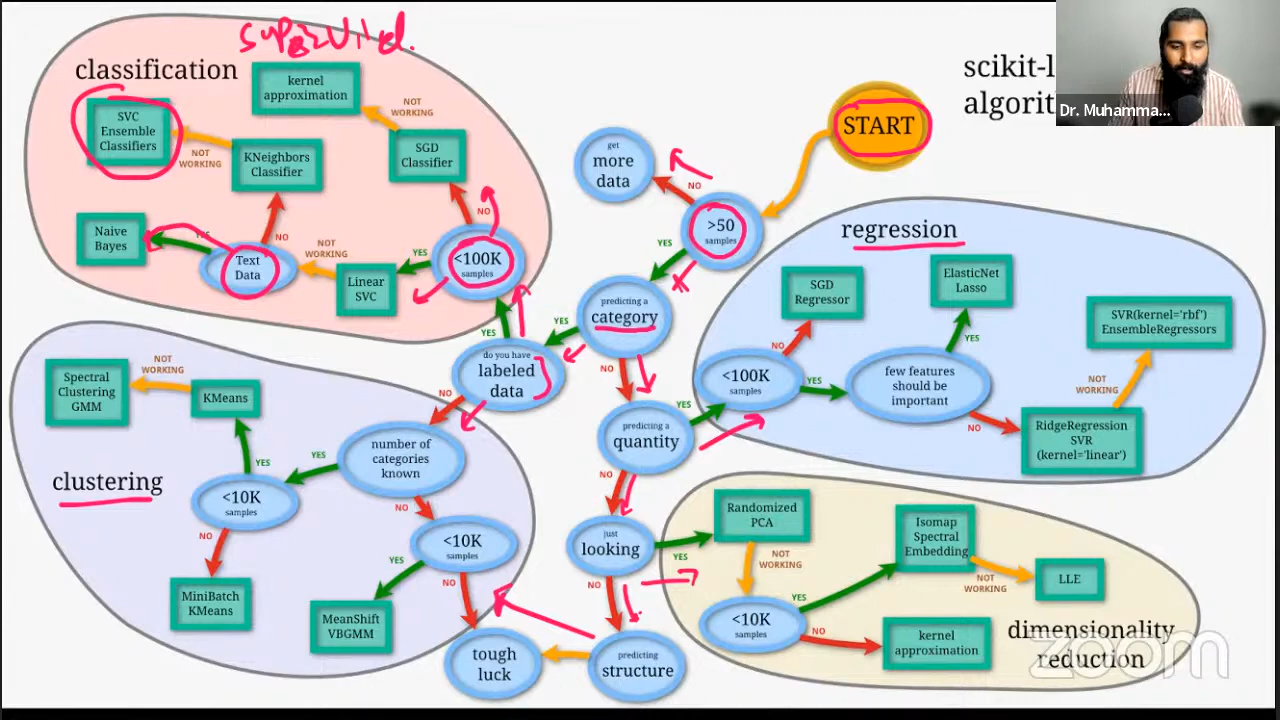 supervised.
classification
kernel
approximation
SVC
Ensemble
Classifiers
NOT
WORKING
KNeighbors
Classifier
NOT
WORKING
SGD
Classifier
NO
Naive
Bayes
YES
Text
Data
NO
NOT
WORKING
Linear
SVC
YES
<100K
samples
YES
START
get
more
data
NO
>50
samples
YES
predicting a
category
YES
NO
do you have
labeled
data
NO
predicting a
quantity
YES
NO
just
looking
YES
NO
predicting
structure
tough
luck
scikit-l
algorit
Dr. Muhamma...
regression
SGD
Regressor
ElasticNet
Lasso
SVR(kernel='rbf')
EnsembleRegressors
NO
YES
<100K
samples
YES
few features
should be
important
NOT
WORKING
NO
RidgeRegression
SVR
(kernel='linear')
clustering
Spectral
Clustering
GMM
NOT
WORKING
KMeans
YES
number of
categories
known
YES
<10K
samples
NO
NO
<10K
samples
YES
NO
MiniBatch
KMeans
MeanShift
VBGMM
Randomized
PCA
NOT
WORKING
Isomap
Spectral
Embedding
NOT
WORKING
LLE
<10K
samples
YES
NO
kernel
approximation
dimensionality
reduction
zoom